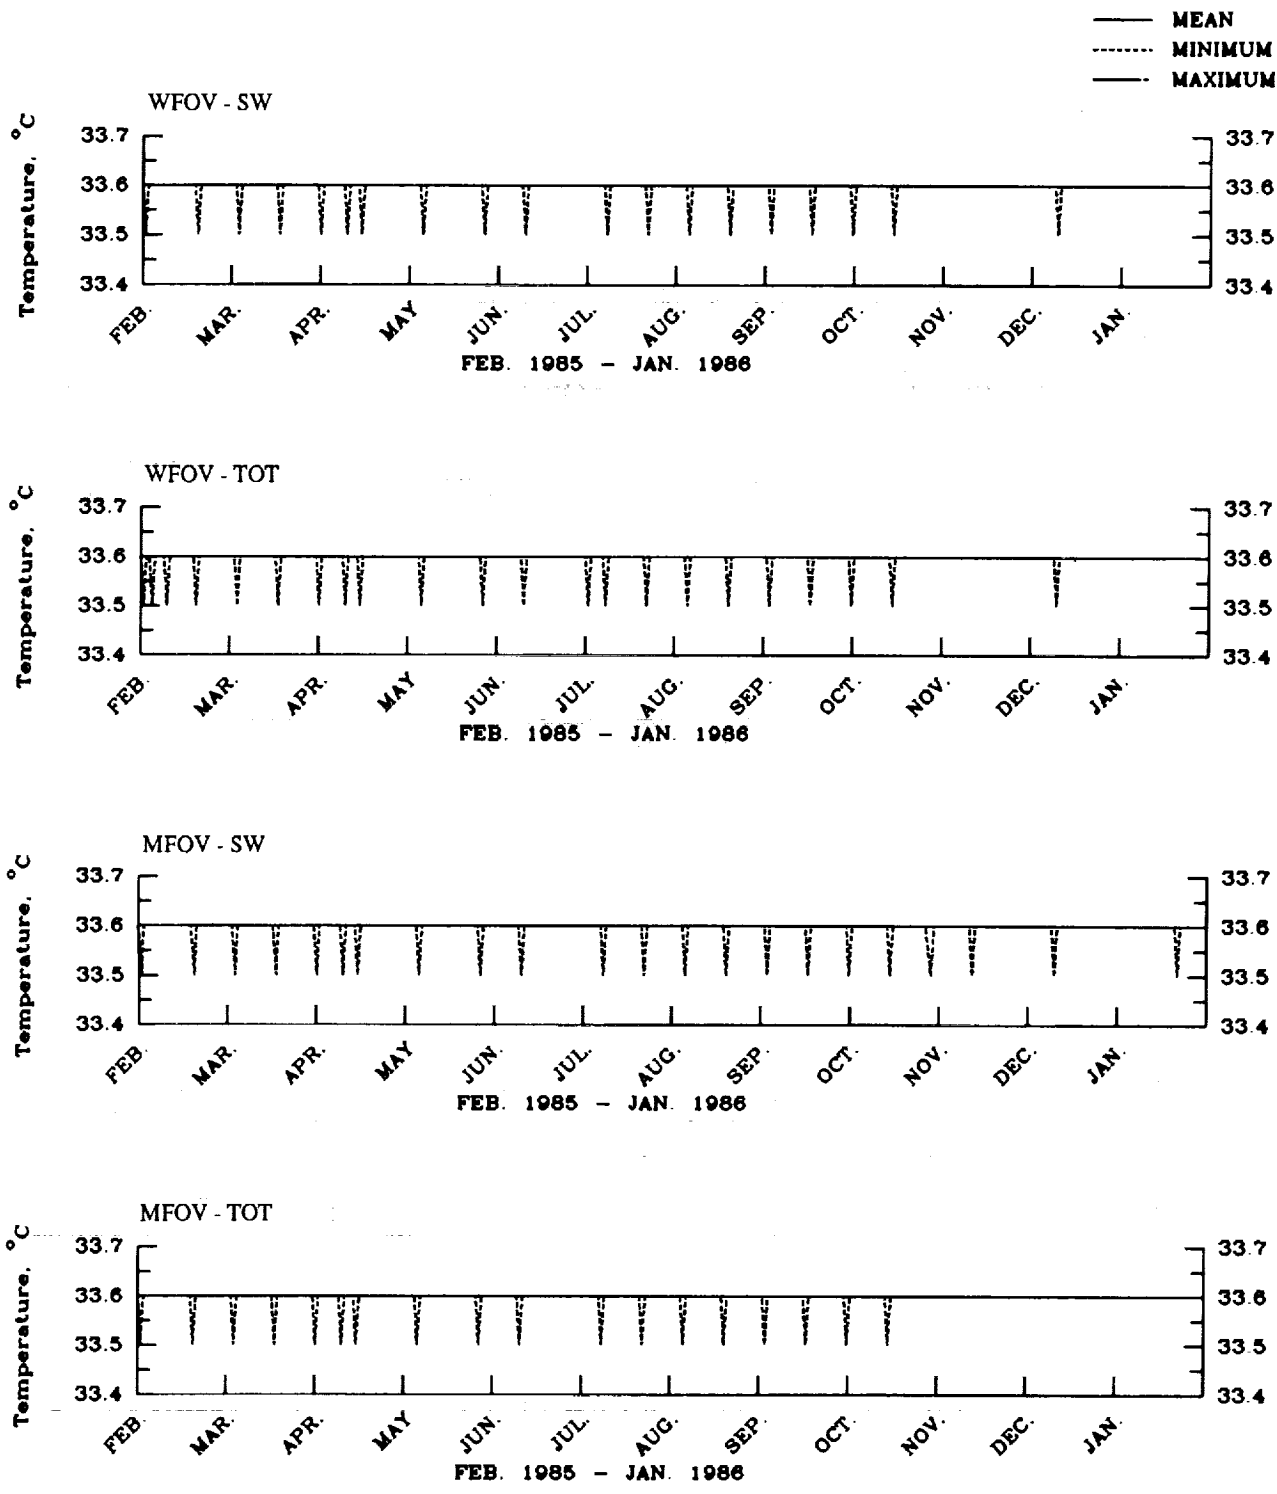 MEAN
MINIMUM
MAXIMUM
WFOV - SW
Temperature, °C
33.7
33.6
33.5
33.4
33.7
33.6
33.5
33.4
FEB. MAR. APR. MAY JUN. JUL. AUG. SEP. OCT. NOV. DEC. JAN.
FEB. 1985 - JAN. 1986
WFOV - TOT
Temperature, °C
33.7
33.6
33.5
33.4
33.7
33.6
33.5
33.4
FEB. MAR. APR. MAY JUN. JUL. AUG. SEP. OCT. NOV. DEC. JAN.
FEB. 1985 - JAN. 1986
MFOV - SW
Temperature, °C
33.7
33.6
33.5
33.4
33.7
33.6
33.5
33.4
FEB. MAR. APR. MAY JUN. JUL. AUG. SEP. OCT. NOV. DEC. JAN.
FEB. 1985 - JAN. 1986
MFOV - TOT
Temperature, °C
33.7
33.6
33.5
33.4
33.7
33.6
33.5
33.4
FEB. MAR. APR. MAY JUN. JUL. AUG. SEP. OCT. NOV. DEC. JAN.
FEB. 1985 - JAN. 1986